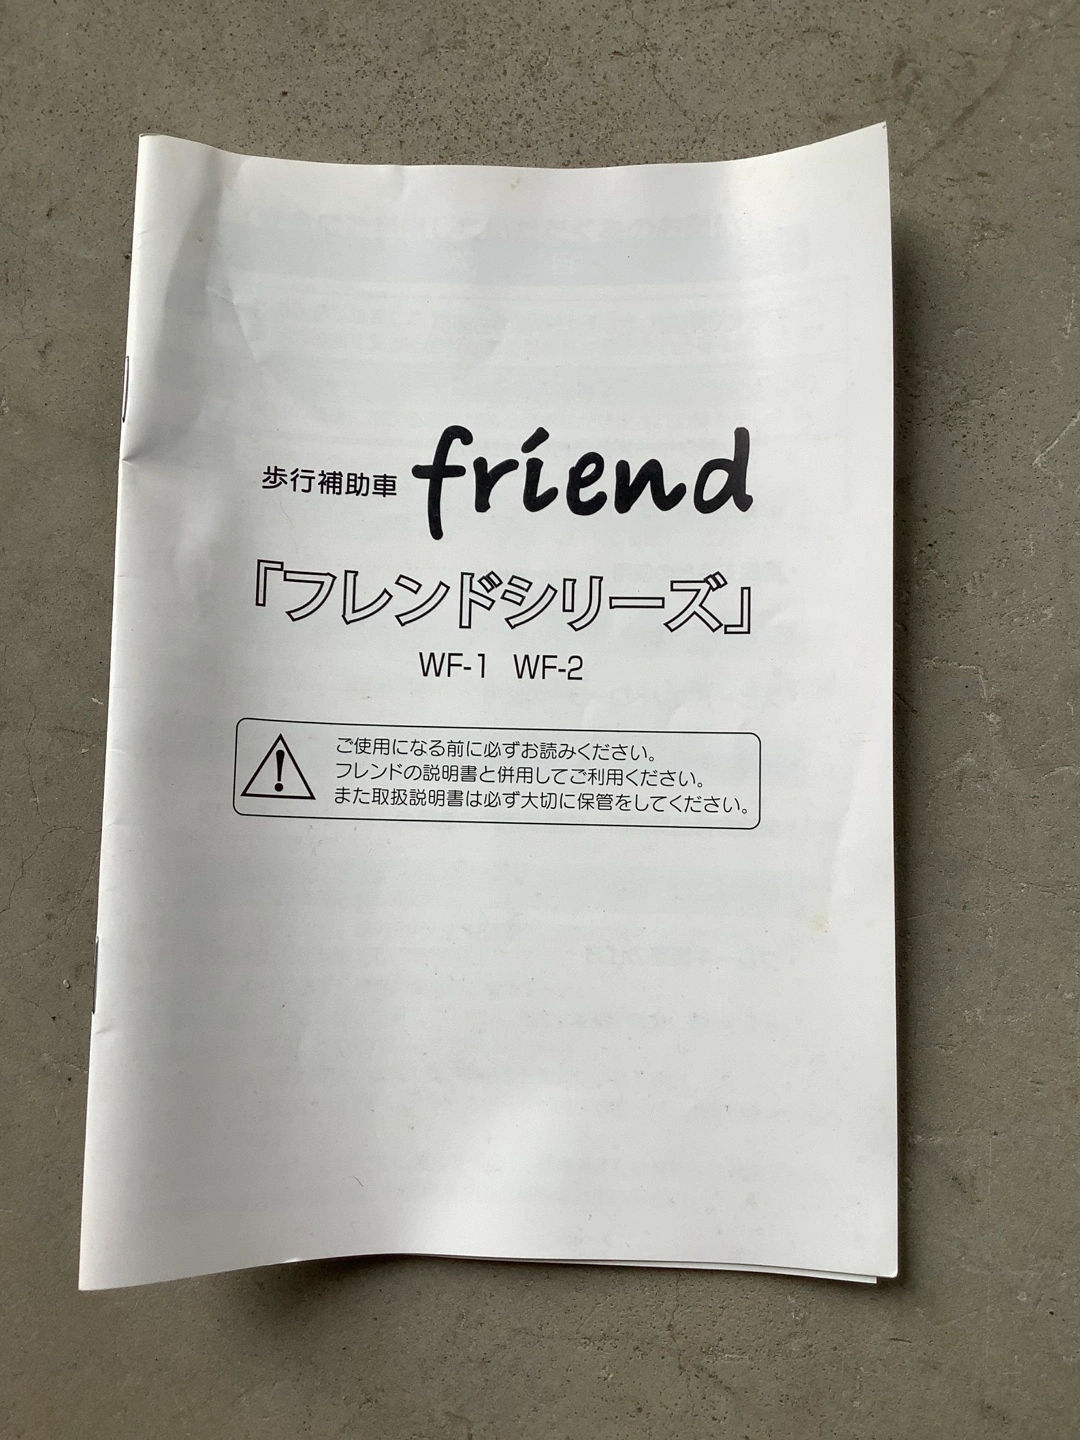 歩行補助車 friend
『フレンドシリーズ』
WF-1 WF-2
ご使用になる前に必ずお読みください。
フレンドの説明書と併用してご利用ください。
また取扱説明書は必ず大切に保管をしてください。